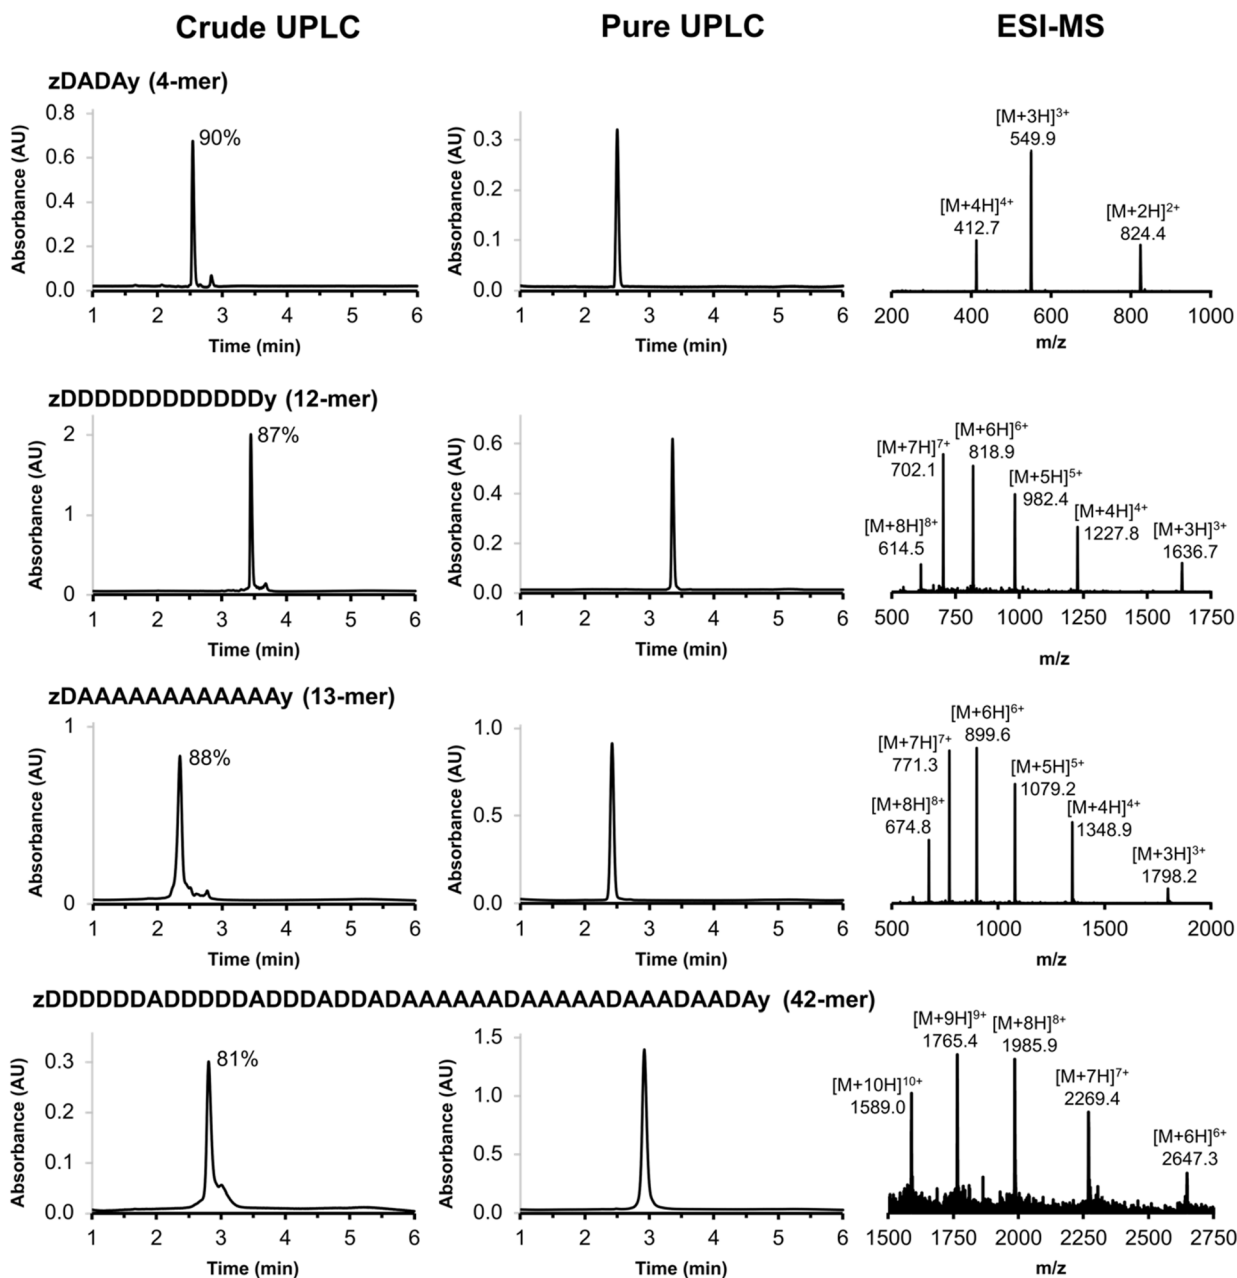 Crude UPLC
Pure UPLC
ESI-MS
zDADAy (4-mer)
0.8
0.6
0.4
0.2
0.0
Absorbance (AU)
90%
1 2 3 4 5 6
Time (min)
0.3
0.2
0.1
0.0
Absorbance (AU)
1 2 3 4 5 6
Time (min)
[M+4H]4+
412.7
[M+3H]3+
549.9
[M+2H]2+
824.4
200 400 600 800 1000
m/z
zDDDDDDDDDDDDy (12-mer)
2
1
0
Absorbance (AU)
87%
1 2 3 4 5 6
Time (min)
0.6
0.4
0.2
0.0
Absorbance (AU)
1 2 3 4 5 6
Time (min)
[M+8H]8+
614.5
[M+7H]7+
702.1
[M+6H]6+
818.9
[M+5H]5+
982.4
[M+4H]4+
1227.8
[M+3H]3+
1636.7
500 750 1000 1250 1500 1750
m/z
zDAAAAAAAAAAAAy (13-mer)
1
0
Absorbance (AU)
88%
1 2 3 4 5 6
Time (min)
1.0
0.5
0.0
Absorbance (AU)
1 2 3 4 5 6
Time (min)
[M+8H]8+
674.8
[M+7H]7+
771.3
[M+6H]6+
899.6
[M+5H]5+
1079.2
[M+4H]4+
1348.9
[M+3H]3+
1798.2
500 1000 1500 2000
m/z
zDDDDDDADDDDDADDDADDADAAAAAADAAAAADAAADAADAy (42-mer)
0.3
0.2
0.1
0.0
Absorbance (AU)
81%
1 2 3 4 5 6
Time (min)
1.5
1.0
0.5
0.0
Absorbance (AU)
1 2 3 4 5 6
Time (min)
[M+10H]10+
1589.0
[M+9H]9+
1765.4
[M+8H]8+
1985.9
[M+7H]7+
2269.4
[M+6H]6+
2647.3
1500 1750 2000 2250 2500 2750
m/z